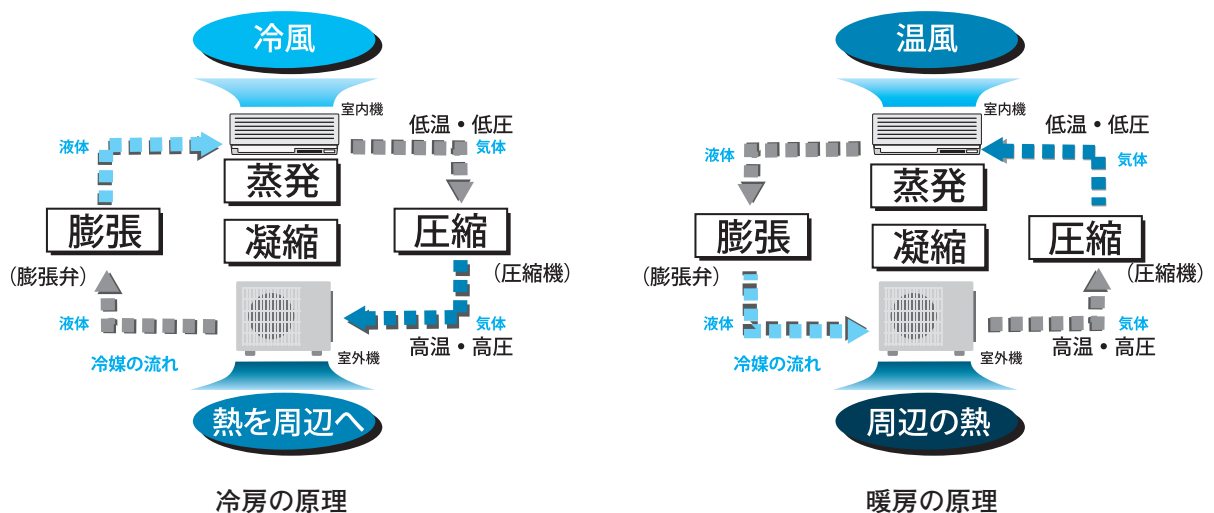 冷風
室内機
低温・低圧
液体
気体
蒸発
膨張
凝縮
圧縮
(膨張弁)
(圧縮機)
液体
気体
高温・高圧
室外機
冷媒の流れ
熱を周辺へ
冷房の原理
温風
室内機
低温・低圧
液体
気体
蒸発
膨張
凝縮
圧縮
(膨張弁)
(圧縮機)
液体
気体
高温・高圧
室外機
冷媒の流れ
周辺の熱
暖房の原理